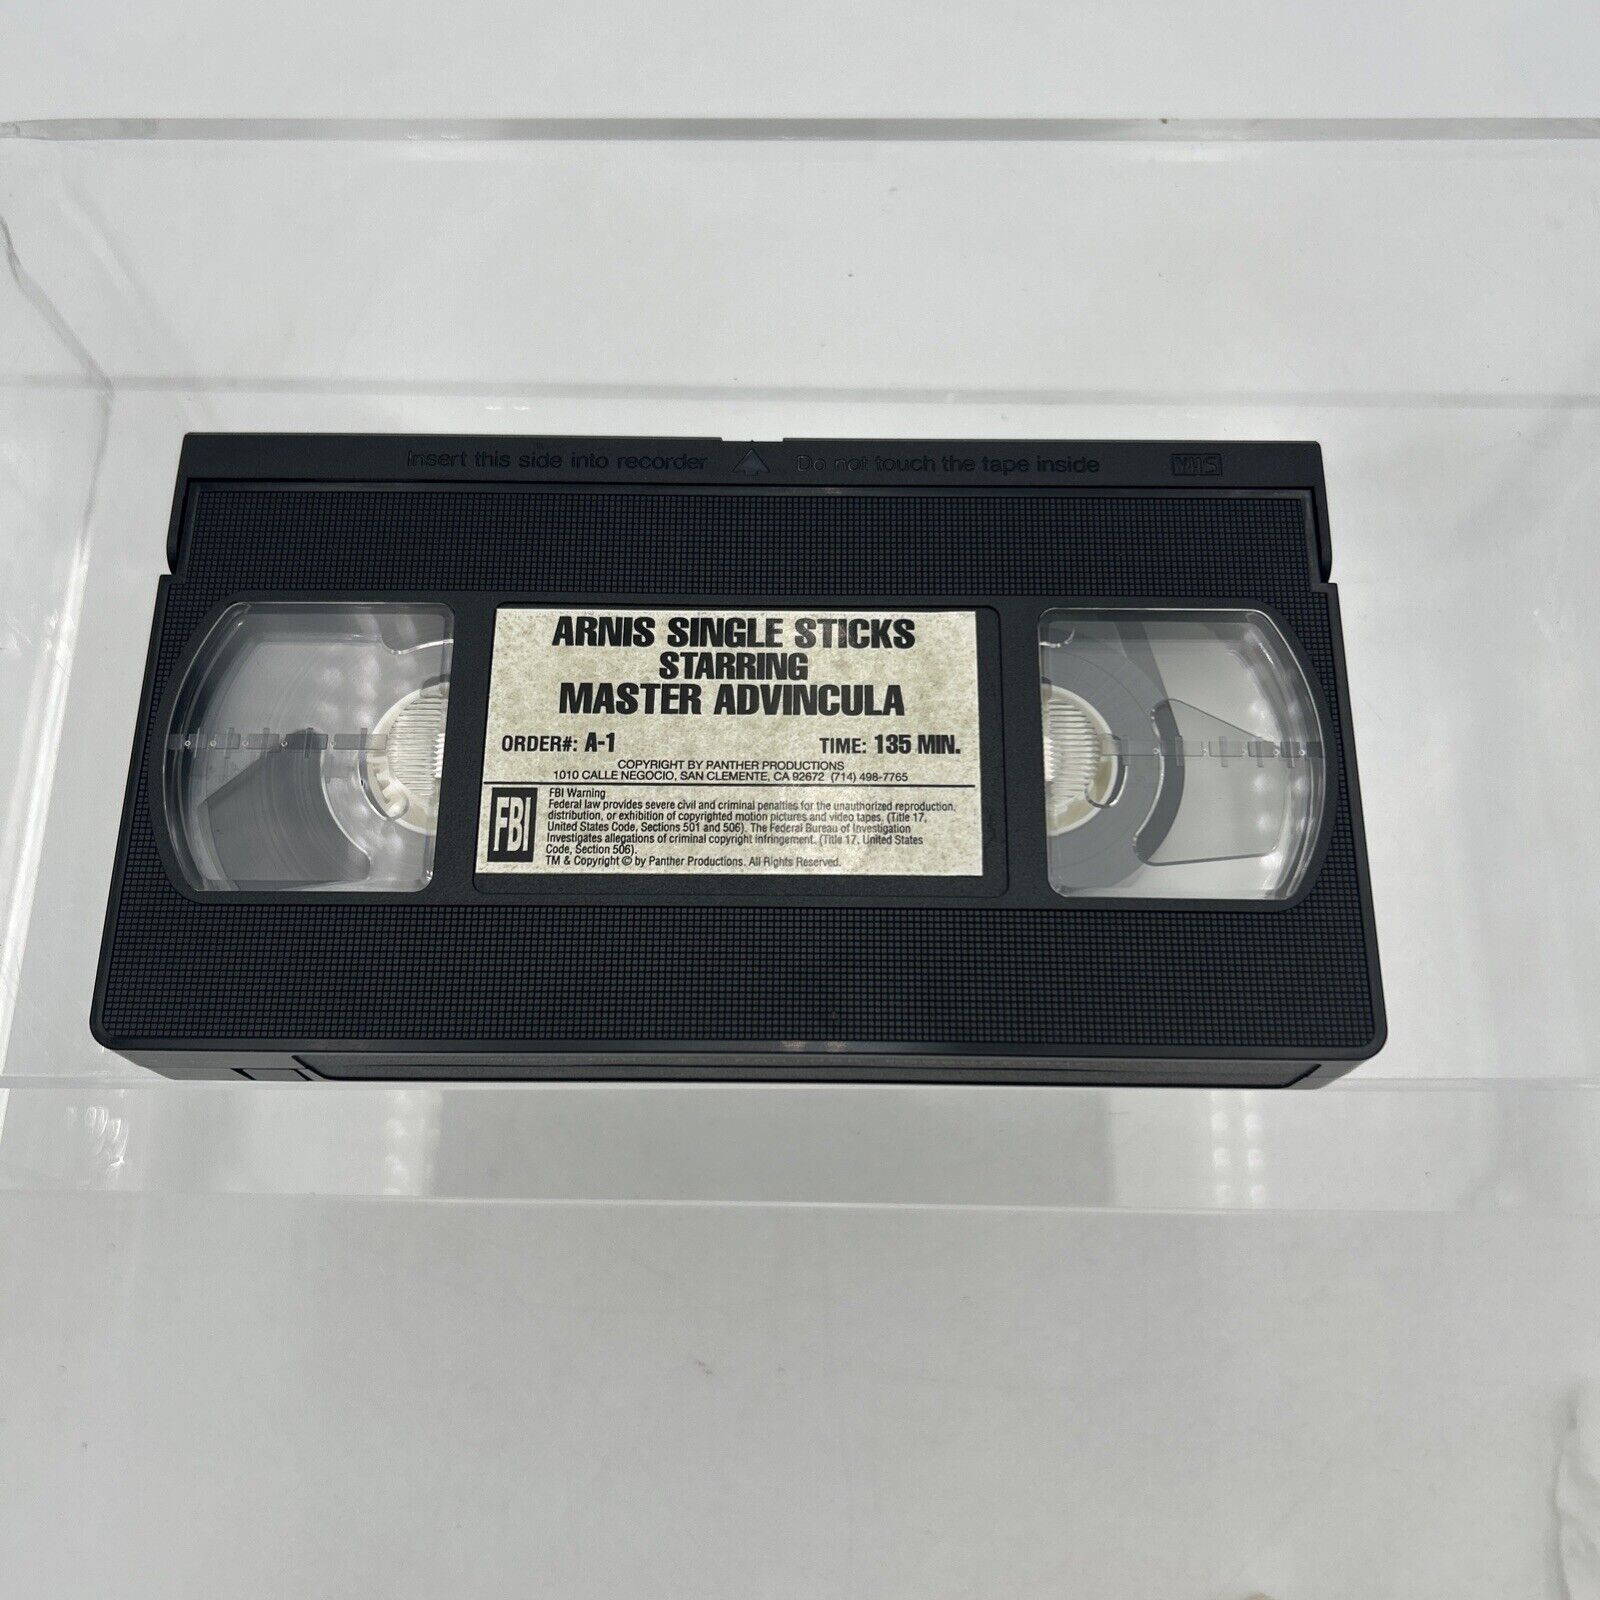 Insert this side into recorder Do not touch the tape inside VHS
ARNIS SINGLE STICKS
STARRING
MASTER ADVINCULA
ORDER#: A-1 TIME: 135 MIN.
COPYRIGHT BY PANTHER PRODUCTIONS
1010 CALLE NEGOCIO, SAN CLEMENTE, CA 92672 (714) 498-7765
FBI
FBI Warning
Federal law provides severe civil and criminal penalties for the unauthorized reproduction,
distribution, or exhibition of copyrighted motion pictures and video tapes. (Title 17,
United States Code, Sections 501 and 506). The Federal Bureau of Investigation
Investigates allegations of criminal copyright infringement. (Title 17, United States
Code, Section 506).
TM & Copyright © by Panther Productions. All Rights Reserved.